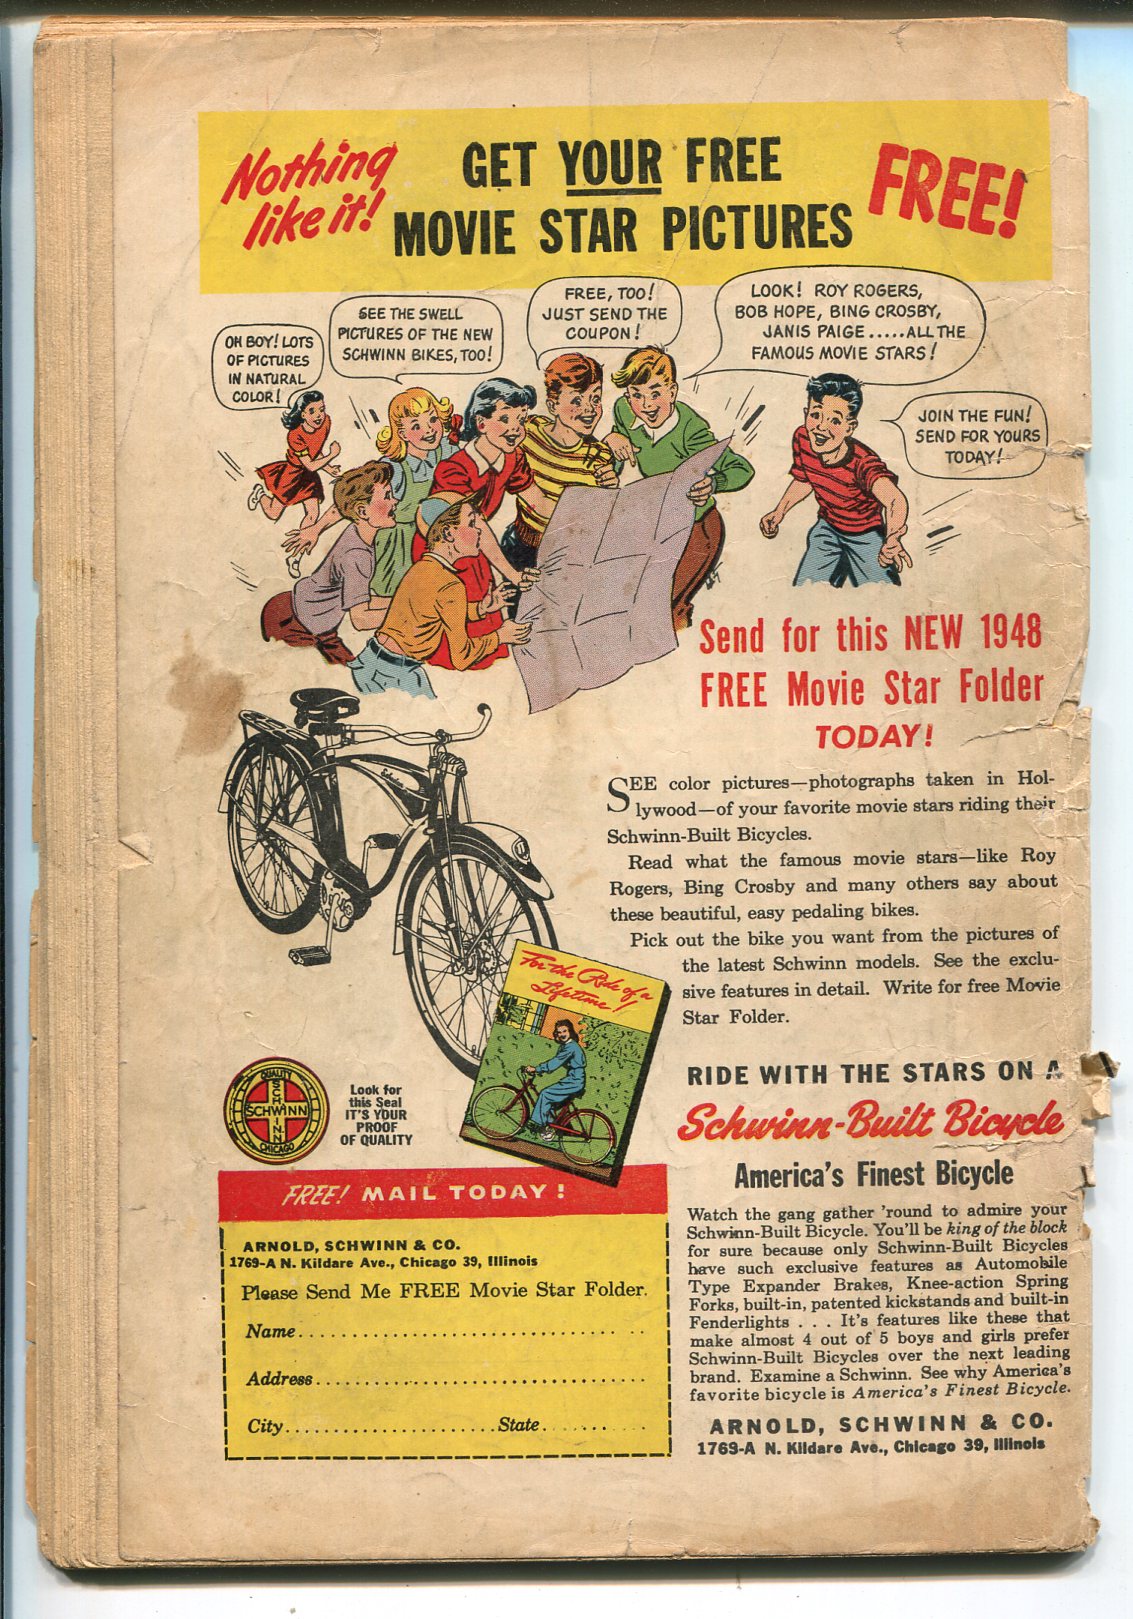 Nothing
like it!
GET YOUR FREE
MOVIE STAR PICTURES
FREE!
OH BOY! LOTS
OF PICTURES
IN NATURAL
COLOR!
SEE THE SWELL
PICTURES OF THE NEW
SCHWINN BIKES, TOO!
FREE, TOO!
JUST SEND THE
COUPON!
LOOK! ROY ROGERS,
BOB HOPE, BING CROSBY,
JANIS PAIGE.....ALL THE
FAMOUS MOVIE STARS!
JOIN THE FUN!
SEND FOR YOURS
TODAY!
Send for this NEW 1948
FREE Movie Star Folder
TODAY!
SEE color pictures—photographs taken in Hol-
lywood—of your favorite movie stars riding their
Schwinn-Built Bicycles.
Read what the famous movie stars—like Roy
Rogers, Bing Crosby and many others say about
these beautiful, easy pedaling bikes.
Pick out the bike you want from the pictures of
the latest Schwinn models. See the exclu-
sive features in detail. Write for free Movie
Star Folder.
For the Ride of a
Lifetime!
QUALITY
SCHWINN
SCHWINN
CHICAGO
Look for
this Seal
IT'S YOUR
PROOF
OF QUALITY
RIDE WITH THE STARS ON A
Schwinn-Built Bicycle
America's Finest Bicycle
Watch the gang gather 'round to admire your
Schwinn-Built Bicycle. You'll be king of the block
for sure because only Schwinn-Built Bicycles
have such exclusive features as Automobile
Type Expander Brakes, Knee-action Spring
Forks, built-in, patented kickstands and built-in
Fenderlights . . . It's features like these that
make almost 4 out of 5 boys and girls prefer
Schwinn-Built Bicycles over the next leading
brand. Examine a Schwinn. See why America's
favorite bicycle is America's Finest Bicycle.
ARNOLD, SCHWINN & CO.
1769-A N. Kildare Ave., Chicago 39, Illinois
FREE! MAIL TODAY!
ARNOLD, SCHWINN & CO.
1769-A N. Kildare Ave., Chicago 39, Illinois
Please Send Me FREE Movie Star Folder.
Name
Address
City State